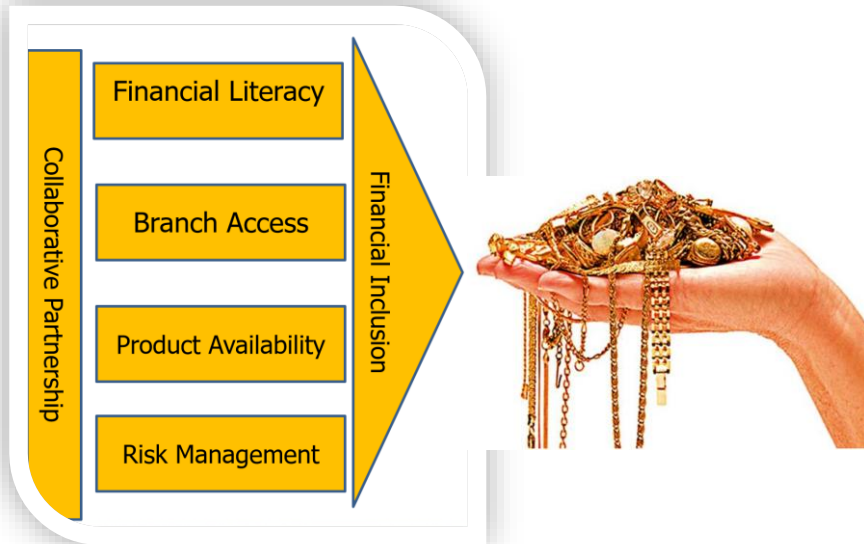 Collaborative Partnership
Financial Literacy
Branch Access
Product Availability
Risk Management
Financial Inclusion